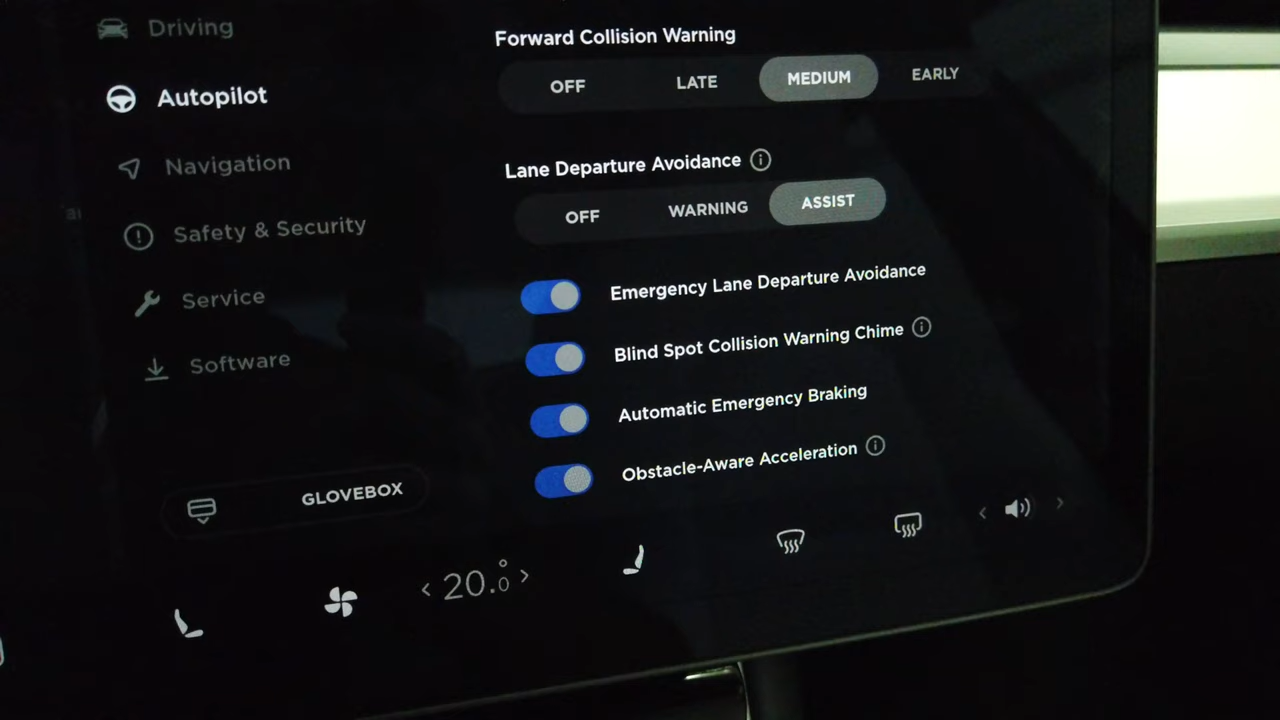 Driving
Autopilot
Navigation
Safety & Security
Service
Software
GLOVEBOX
Forward Collision Warning
OFF LATE MEDIUM EARLY
Lane Departure Avoidance
OFF WARNING ASSIST
Emergency Lane Departure Avoidance
Blind Spot Collision Warning Chime
Automatic Emergency Braking
Obstacle-Aware Acceleration
< 20.0° >
< >